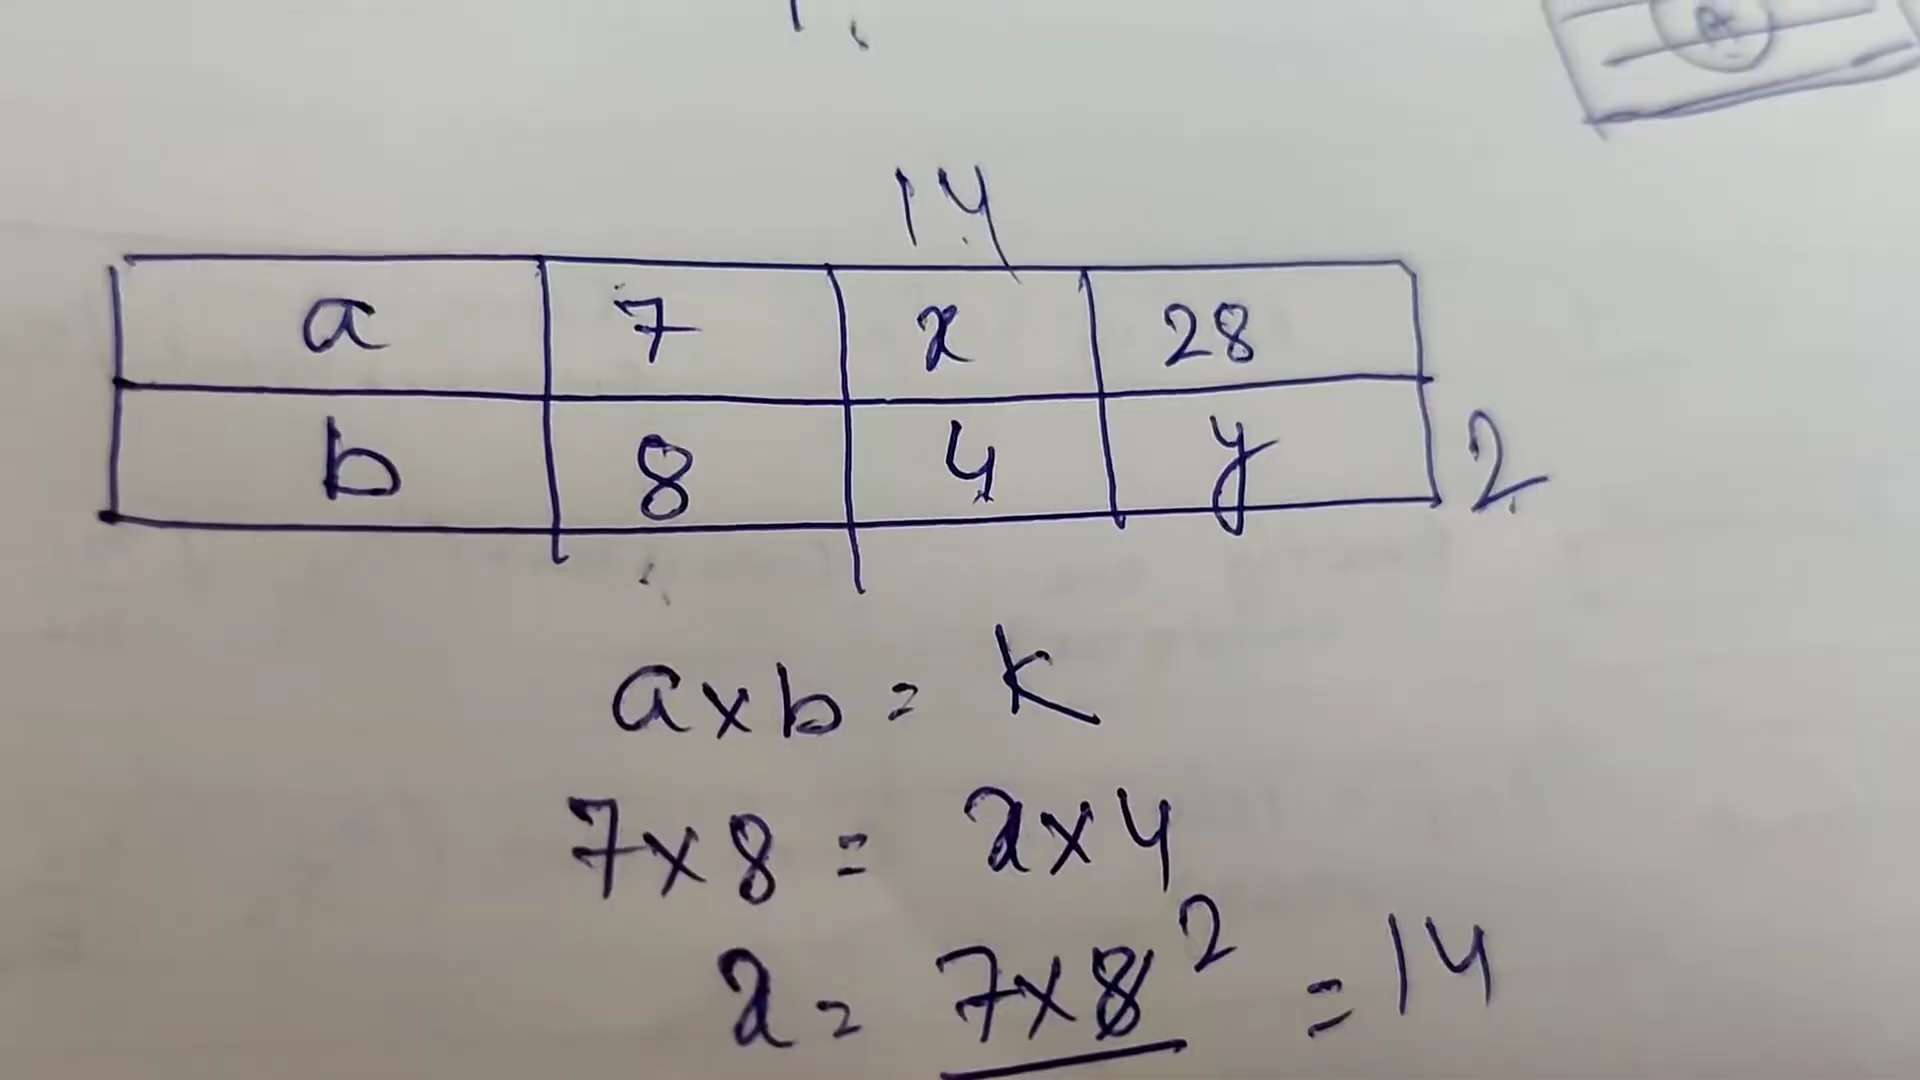 A
14
a 7 x 28
b 8 4 y 2
a×b = K
7×8 = x×4
x = 7×8 2 = 14